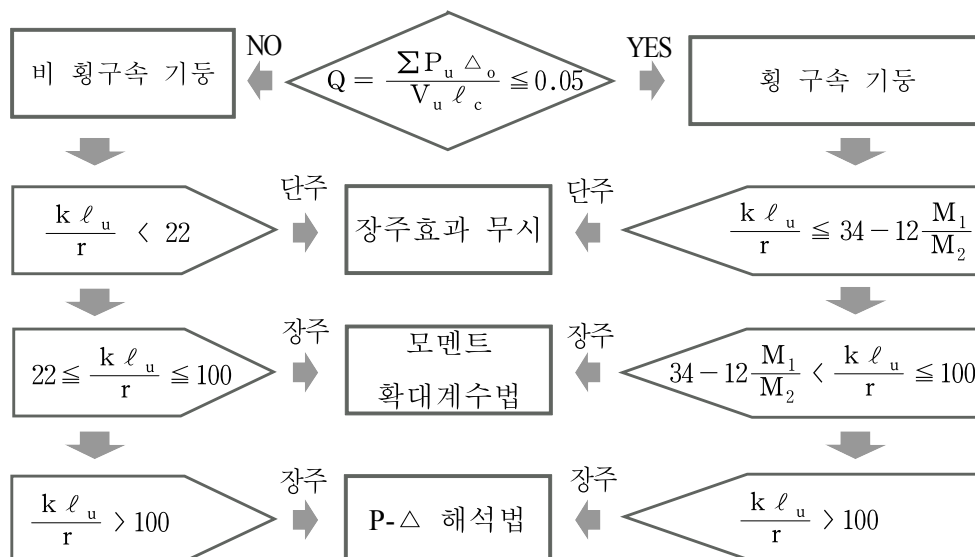 비 횡구속 기둥
NO
Q = ∑P_u △_o / V_u ℓ_c ≦ 0.05
YES
횡 구속 기둥
k ℓ_u / r < 22
단주
장주효과 무시
단주
k ℓ_u / r ≦ 34 − 12 M_1 / M_2
22 ≦ k ℓ_u / r ≦ 100
장주
모멘트
확대계수법
장주
34 − 12 M_1 / M_2 < k ℓ_u / r ≦ 100
k ℓ_u / r > 100
장주
P-△ 해석법
장주
k ℓ_u / r > 100